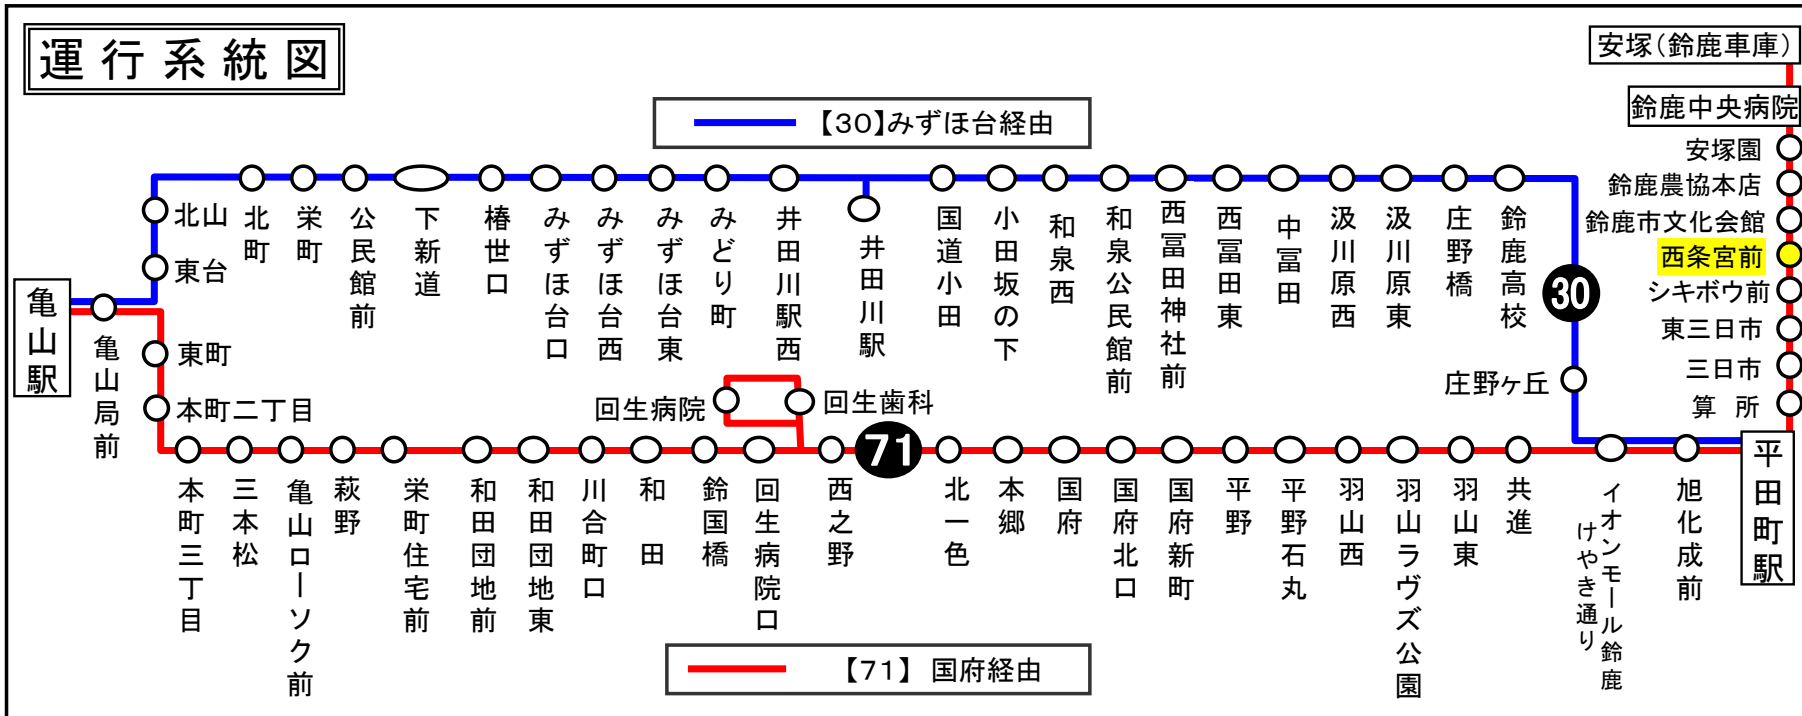 運行系統図
安塚(鈴鹿車庫)
鈴鹿中央病院
【30】みずほ台経由
安塚園
鈴鹿農協本店
鈴鹿市文化会館
西条宮前
シキボウ前
東三日市
三日市
算 所
平田町駅
北山
東台
北町
栄町
公民館前
下新道
椿世口
みずほ台口
みずほ台西
みずほ台東
みどり町
井田川駅西
井田川駅
国道小田
小田坂の下
和泉西
和泉公民館前
西冨田神社前
西冨田東
中冨田
汲川原西
汲川原東
庄野橋
鈴鹿高校
30
庄野ヶ丘
亀山駅
亀山局前
東町
本町二丁目
回生病院
回生歯科
71
本町三丁目
三本松
亀山ローソク前
萩野
栄町住宅前
和田団地前
和田団地東
川合町口
和 田
鈴国橋
回生病院口
西之野
北一色
本郷
国府
国府北口
国府新町
平野
平野石丸
羽山西
羽山ラヴズ公園
羽山東
共進
イオンモール鈴鹿
けやき通り
旭化成前
【71】 国府経由